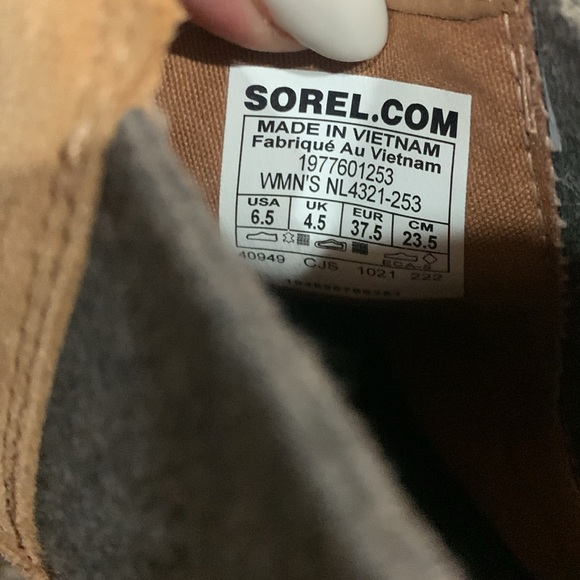 SOREL.COM
MADE IN VIETNAM
Fabriqué Au Vietnam
1977601253
WMN'S NL4321-253
USA UK EUR CM
6.5 4.5 37.5 23.5
ECA-S
40949 CJS 1021 222